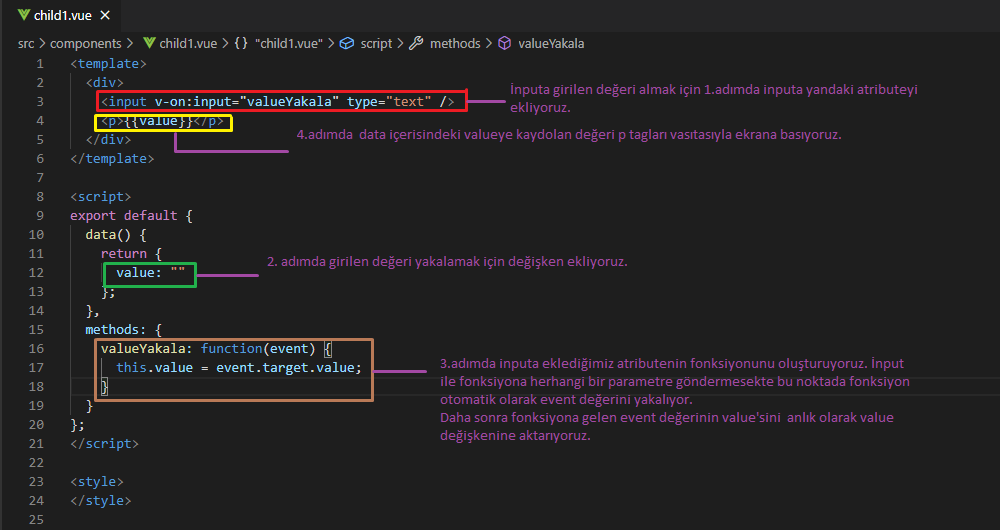 child1.vue ×
src > components > child1.vue > {} "child1.vue" > script > methods > valueYakala
1 <template>
2 <div>
3 <input v-on:input="valueYakala" type="text" />
İnputa girilen değeri almak için 1.adımda inputa yandaki atributeyi
ekliyoruz.
4 <p>{{value}}</p>
4.adımda data içerisindeki valueye kaydolan değeri p tagları vasıtasıyla ekrana basıyoruz.
5 </div>
6 </template>
7
8 <script>
9 export default {
10 data() {
11 return {
12 value: ""
2. adımda girilen değeri yakalamak için değişken ekliyoruz.
13 };
14 },
15 methods: {
16 valueYakala: function(event) {
17 this.value = event.target.value;
18 }
3.adımda inputa eklediğimiz atributenin fonksiyonunu oluşturuyoruz. İnput
ile fonksiyona herhangi bir parametre göndermesekte bu noktada fonksiyon
otomatik olarak event değerini yakalıyor.
Daha sonra fonksiyona gelen event değerinin value'sini anlık olarak value
değişkenine aktarıyoruz.
19 }
20 };
21 </script>
22
23 <style>
24 </style>
25